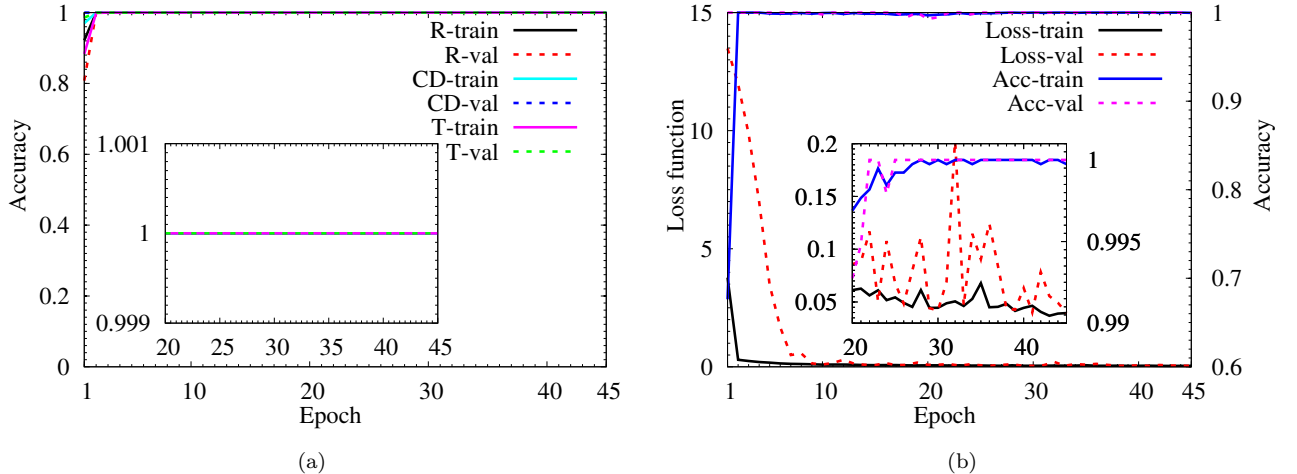 1
0.8
0.6
0.4
0.2
0
Accuracy
1 10 20 30 40 45
Epoch
R-train
R-val
CD-train
CD-val
T-train
T-val
1.001
1
0.999
20 25 30 35 40 45
(a)
15
10
5
0
Loss function
1 10 20 30 40 45
Epoch
1
0.9
0.8
0.7
0.6
Accuracy
Loss-train
Loss-val
Acc-train
Acc-val
0.2
0.15
0.1
0.05
20 30 40
1
0.995
0.99
(b)